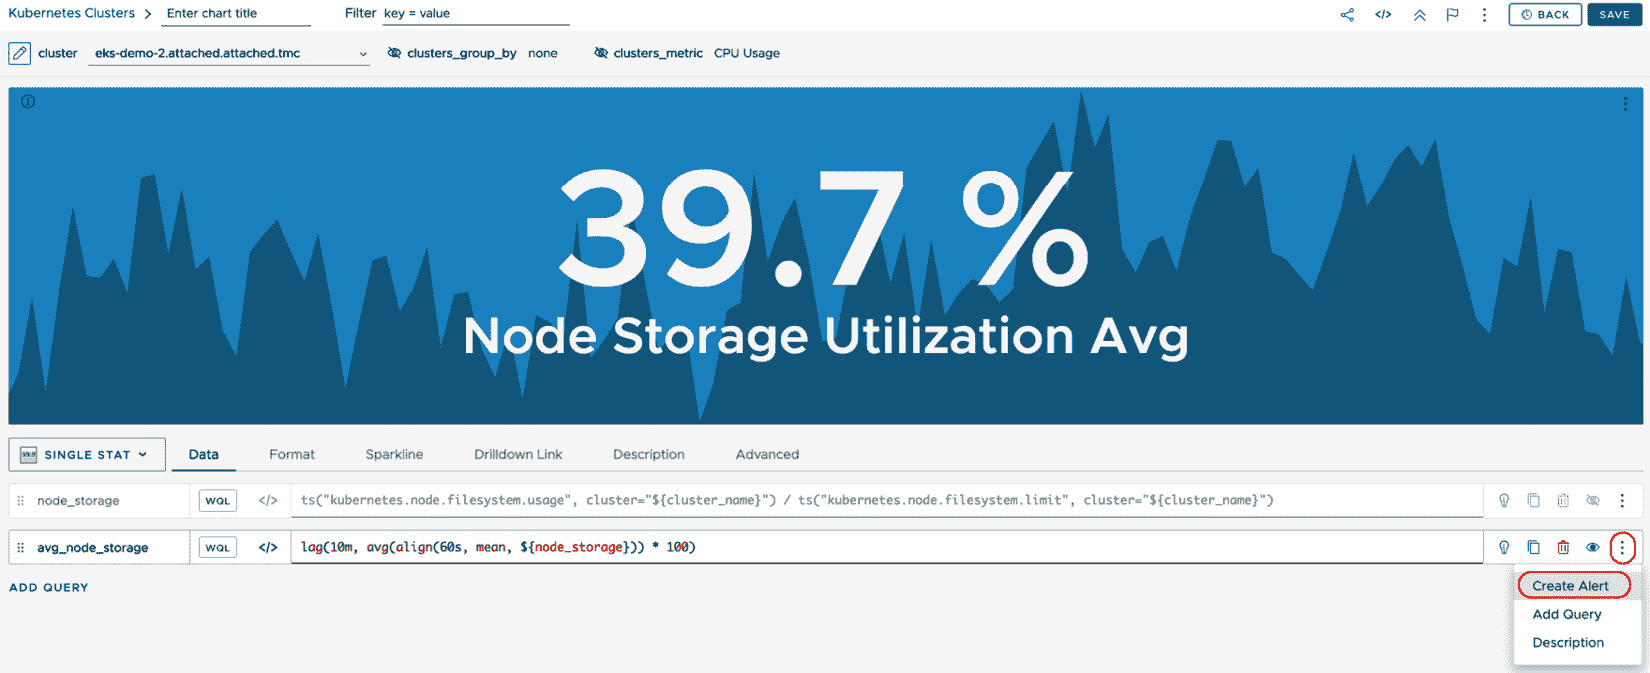 Kubernetes Clusters > Enter chart title Filter key = value </> BACK SAVE
cluster eks-demo-2.attached.attached.tmc clusters_group_by none clusters_metric CPU Usage
39.7 %
Node Storage Utilization Avg
SINGLE STAT Data Format Sparkline Drilldown Link Description Advanced
node_storage WQL </> ts("kubernetes.node.filesystem.usage", cluster="${cluster_name}") / ts("kubernetes.node.filesystem.limit", cluster="${cluster_name}")
avg_node_storage WQL </> lag(10m, avg(align(60s, mean, ${node_storage})) * 100)
ADD QUERY
Create Alert
Add Query
Description